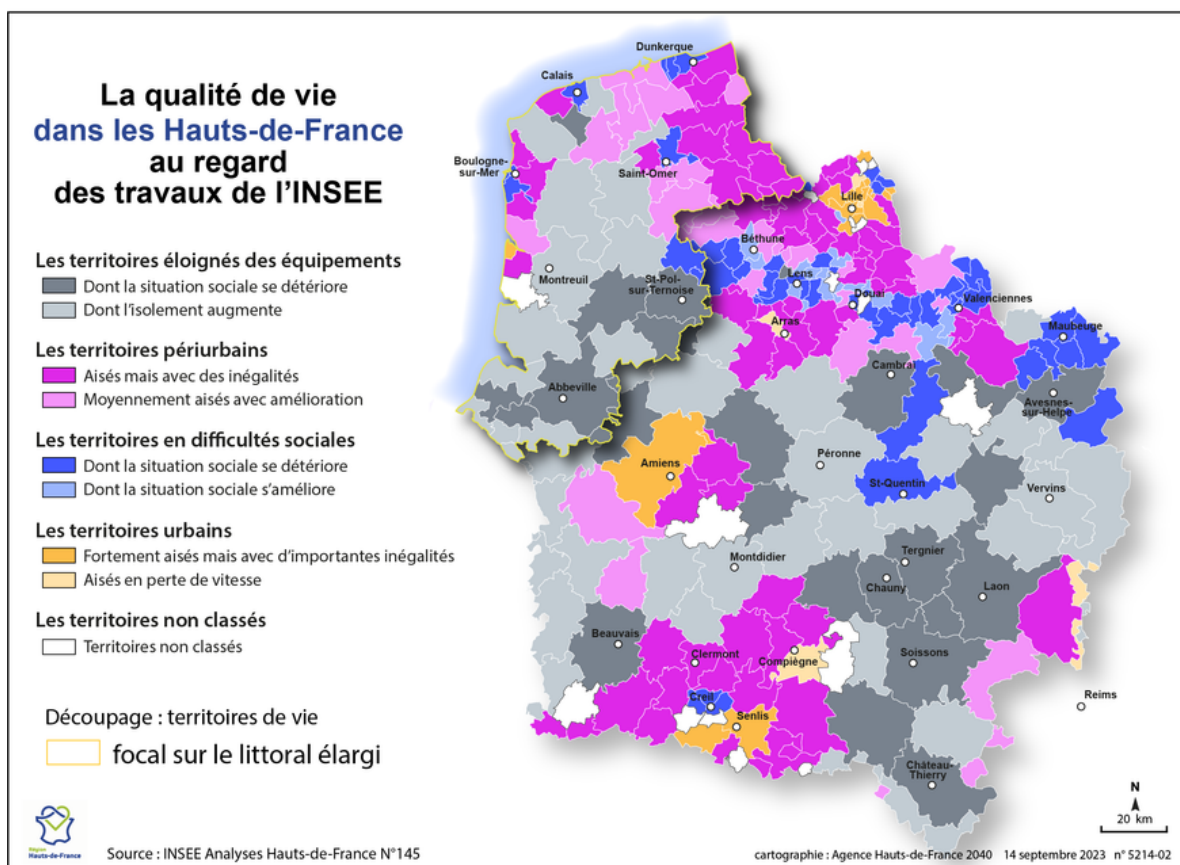 La qualité de vie
dans les Hauts-de-France
au regard
des travaux de l'INSEE
Les territoires éloignés des équipements
Dont la situation sociale se détériore
Dont l'isolement augmente
Les territoires périurbains
Aisés mais avec des inégalités
Moyennement aisés avec amélioration
Les territoires en difficultés sociales
Dont la situation sociale se détériore
Dont la situation sociale s'améliore
Les territoires urbains
Fortement aisés mais avec d'importantes inégalités
Aisés en perte de vitesse
Les territoires non classés
Territoires non classés
Découpage : territoires de vie
focal sur le littoral élargi
Région
Hauts-de-France
Source : INSEE Analyses Hauts-de-France N°145
Dunkerque
Calais
Boulogne-
sur-Mer
Saint-Omer
Lille
Béthune
Montreuil
St-Pol-
sur-Ternoise
Lens
Douai
Valenciennes
Maubeuge
Arras
Cambrai
Avesnes-
sur-Helpe
Abbeville
Amiens
Péronne
St-Quentin
Vervins
Montdidier
Tergnier
Chauny
Laon
Beauvais
Clermont
Compiègne
Soissons
Creil
Senlis
Reims
Château-
Thierry
N
20 km
cartographie : Agence Hauts-de-France 2040 14 septembre 2023 n° 5214-02